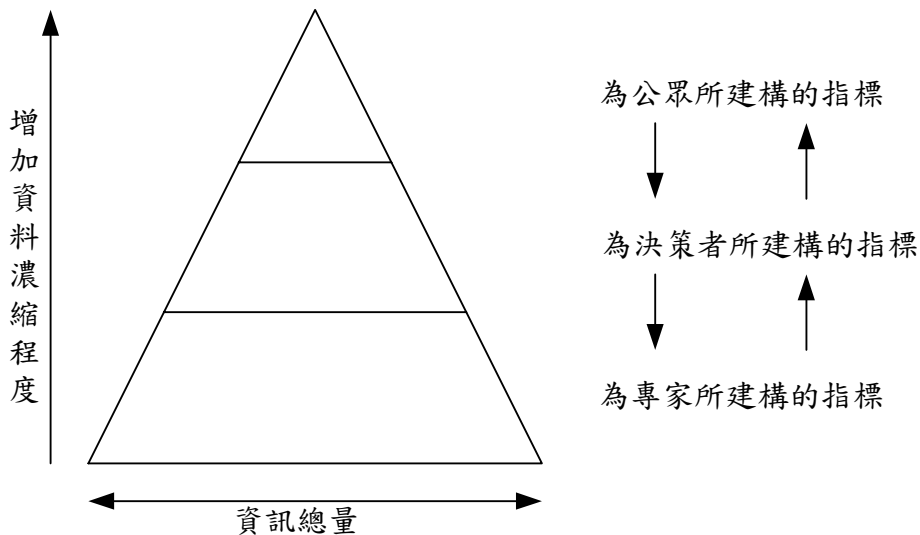 為公眾所建構的指標
增加資料濃縮程度
為決策者所建構的指標
為專家所建構的指標
資訊總量